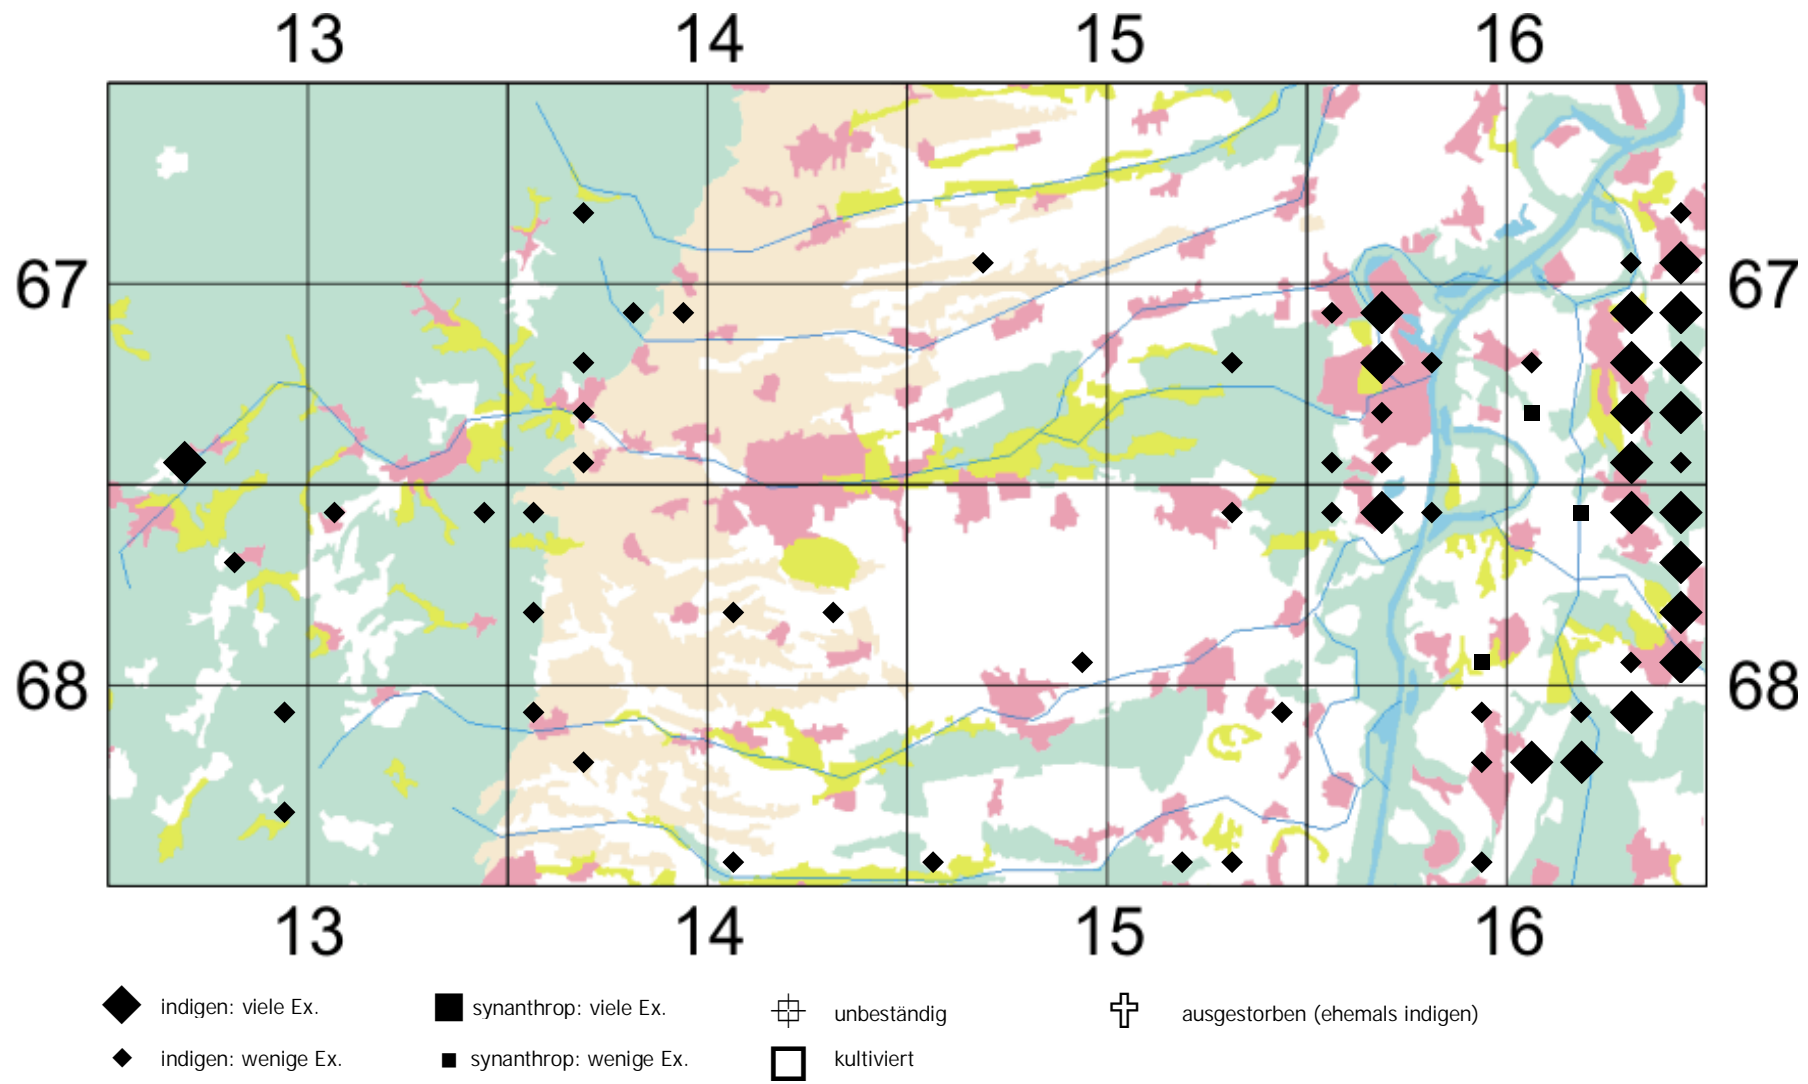 13 14 15 16
67 67
68 68
13 14 15 16
indigen: viele Ex. synanthrop: viele Ex. unbeständig ausgestorben (ehemals indigen)
indigen: wenige Ex. synanthrop: wenige Ex. kultiviert